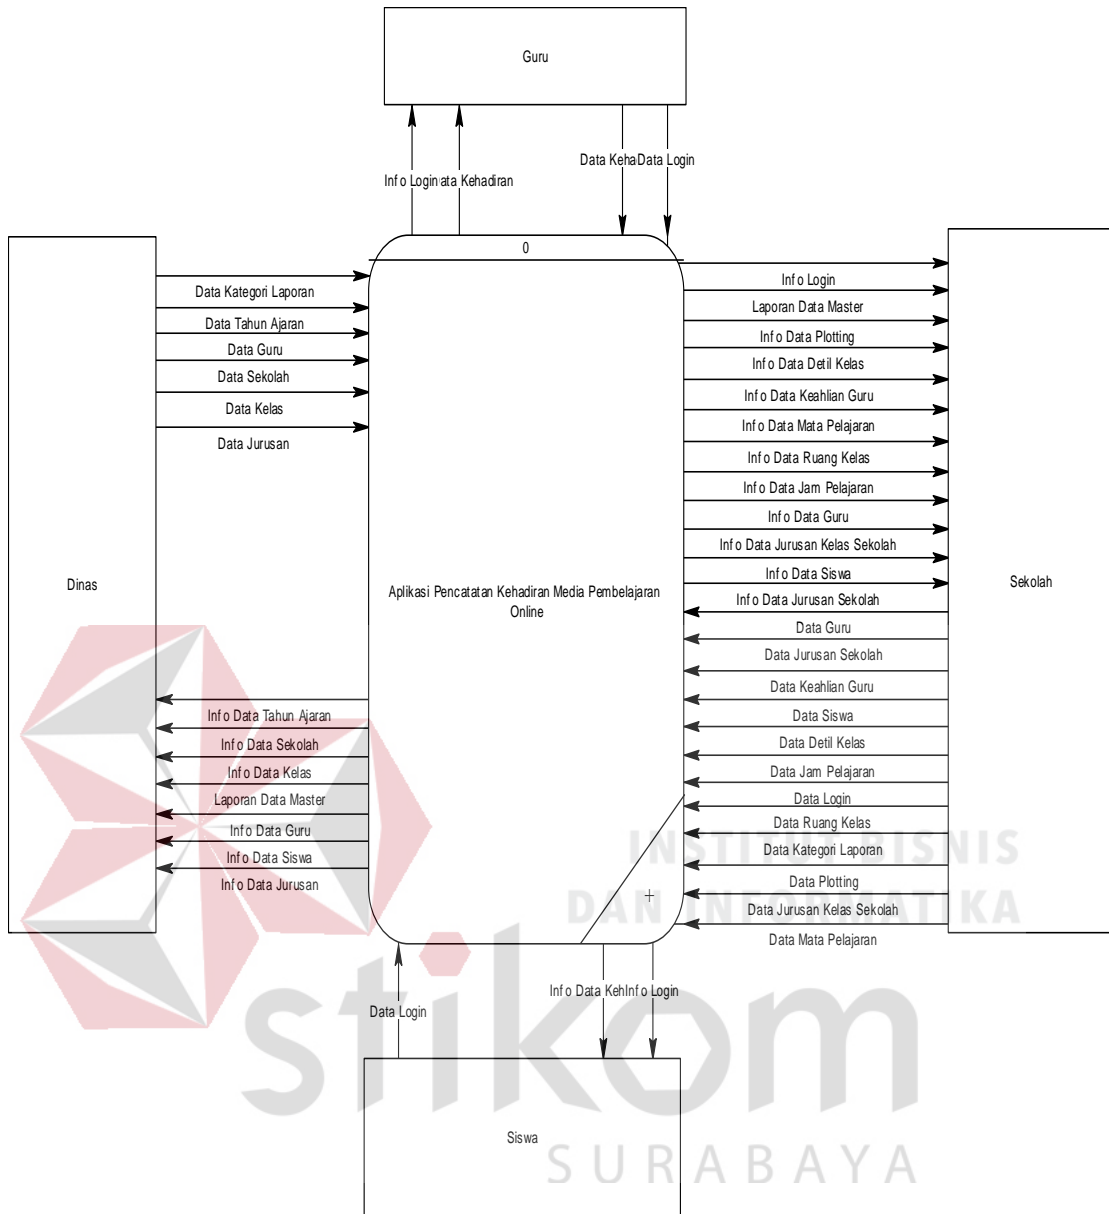 Guru
Info Login
ata Kehadiran
Data Keha
Data Login
0
Data Kategori Laporan
Data Tahun Ajaran
Data Guru
Data Sekolah
Data Kelas
Data Jurusan
Dinas
Info Data Tahun Ajaran
Info Data Sekolah
Info Data Kelas
Laporan Data Master
Info Data Guru
Info Data Siswa
Info Data Jurusan
Aplikasi Pencatatan Kehadiran Media Pembelajaran
Online
+
Info Login
Laporan Data Master
Info Data Plotting
Info Data Detil Kelas
Info Data Keahlian Guru
Info Data Mata Pelajaran
Info Data Ruang Kelas
Info Data Jam Pelajaran
Info Data Guru
Info Data Jurusan Kelas Sekolah
Info Data Siswa
Info Data Jurusan Sekolah
Data Guru
Data Jurusan Sekolah
Data Keahlian Guru
Data Siswa
Data Detil Kelas
Data Jam Pelajaran
Data Login
Data Ruang Kelas
Data Kategori Laporan
Data Plotting
Data Jurusan Kelas Sekolah
Data Mata Pelajaran
Sekolah
Data Login
Info Data Keh
Info Login
Siswa
INSTITUT BISNIS
DAN INFORMATIKA
stikom
SURABAYA